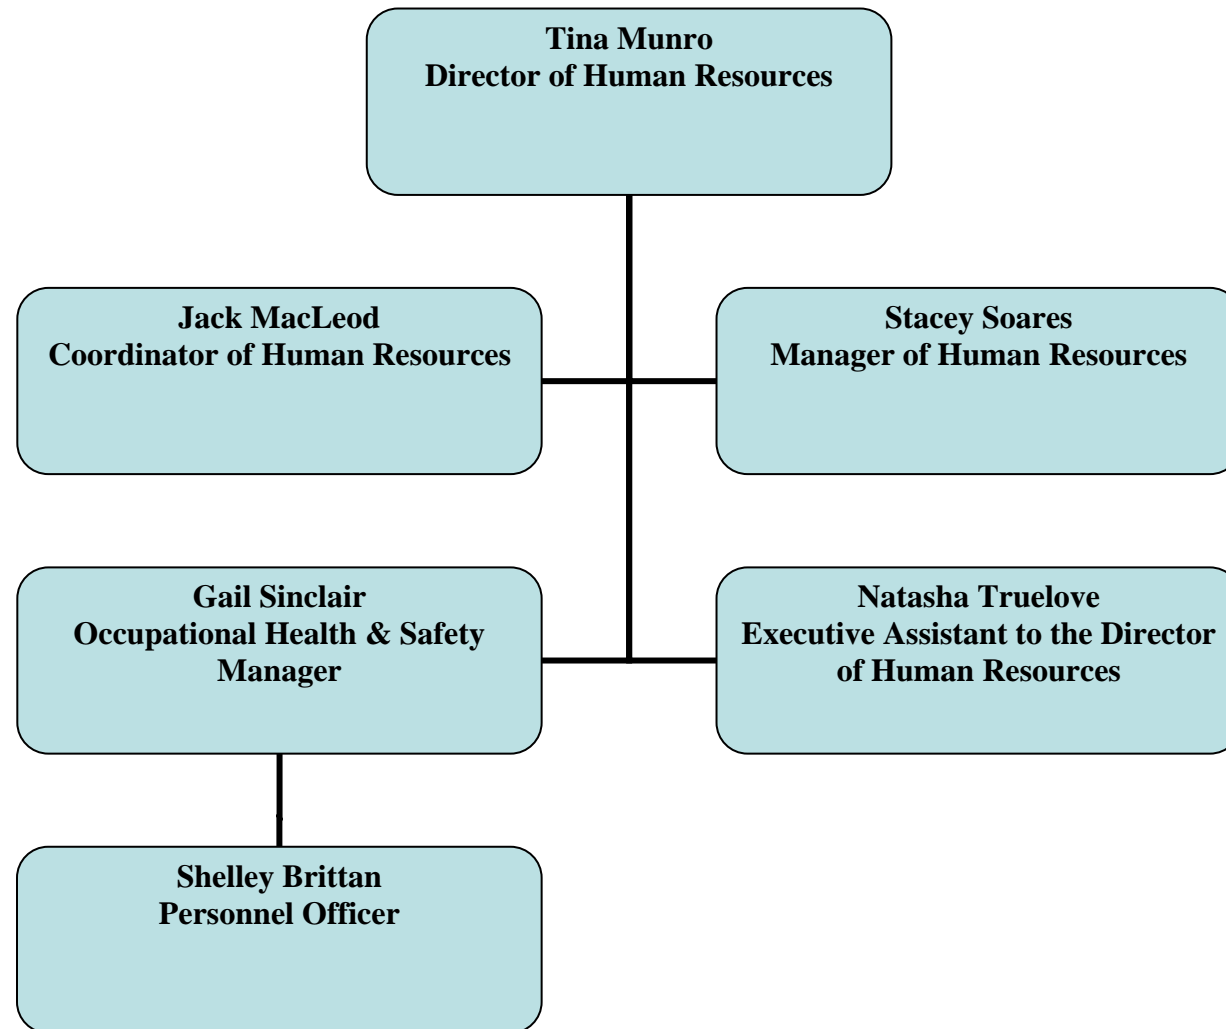 Tina Munro
Director of Human Resources
Jack MacLeod
Coordinator of Human Resources
Stacey Soares
Manager of Human Resources
Gail Sinclair
Occupational Health & Safety
Manager
Natasha Truelove
Executive Assistant to the Director
of Human Resources
Shelley Brittan
Personnel Officer